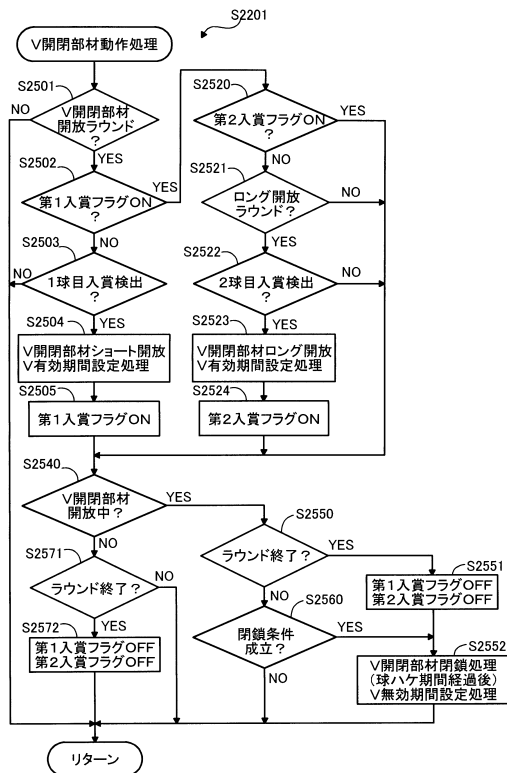 S2201
V開閉部材動作処理
S2501
NO
V開閉部材
開放ラウンド
?
YES
S2502
第1入賞フラグON
?
YES
NO
S2503
NO
1球目入賞検出
?
YES
S2504
V開閉部材ショート開放
V有効期間設定処理
S2505
第1入賞フラグON
S2520
第2入賞フラグON
?
YES
NO
S2521
ロング開放
ラウンド?
NO
YES
S2522
2球目入賞検出
?
NO
YES
S2523
V開閉部材ロング開放
V有効期間設定処理
S2524
第2入賞フラグON
S2540
V開閉部材
開放中?
YES
NO
S2571
ラウンド終了?
NO
YES
S2572
第1入賞フラグOFF
第2入賞フラグOFF
S2550
ラウンド終了?
YES
NO
S2551
第1入賞フラグOFF
第2入賞フラグOFF
S2560
閉鎖条件
成立?
YES
NO
S2552
V開閉部材閉鎖処理
(球ハケ期間経過後)
V無効期間設定処理
リターン